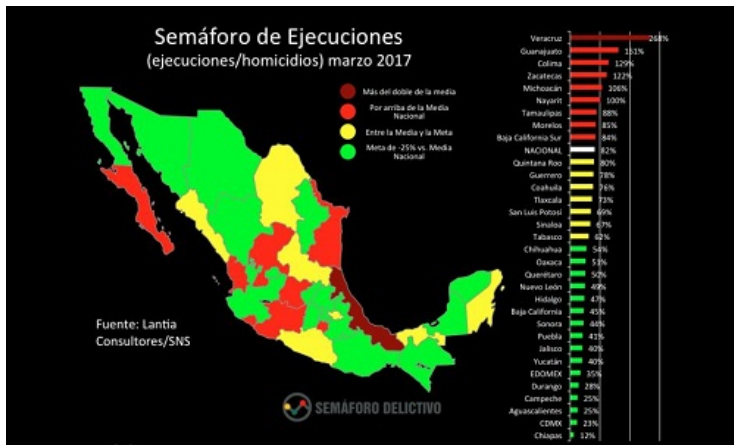 Semáforo de Ejecuciones
(ejecuciones/homicidios) marzo 2017
Más del doble de la media
Por arriba de la Media
Nacional
Entre la Media y la Meta
Meta de -25% vs. Media
Nacional
Fuente: Lantia
Consultores/SNS
SEMÁFORO DELICTIVO
Veracruz 268%
Guanajuato 161%
Colima 129%
Zacatecas 122%
Michoacán 106%
Nayarit 100%
Tamaulipas 88%
Morelos 85%
Baja California Sur 84%
NACIONAL 82%
Quintana Roo 80%
Guerrero 78%
Coahuila 76%
Tlaxcala 73%
San Luis Potosí 69%
Sinaloa 67%
Tabasco 62%
Chihuahua 54%
Oaxaca 51%
Querétaro 50%
Nuevo León 49%
Hidalgo 47%
Baja California 45%
Sonora 44%
Puebla 41%
Jalisco 40%
Yucatán 40%
EDOMEX 35%
Durango 28%
Campeche 25%
Aguascalientes 25%
CDMX 23%
Chiapas 12%